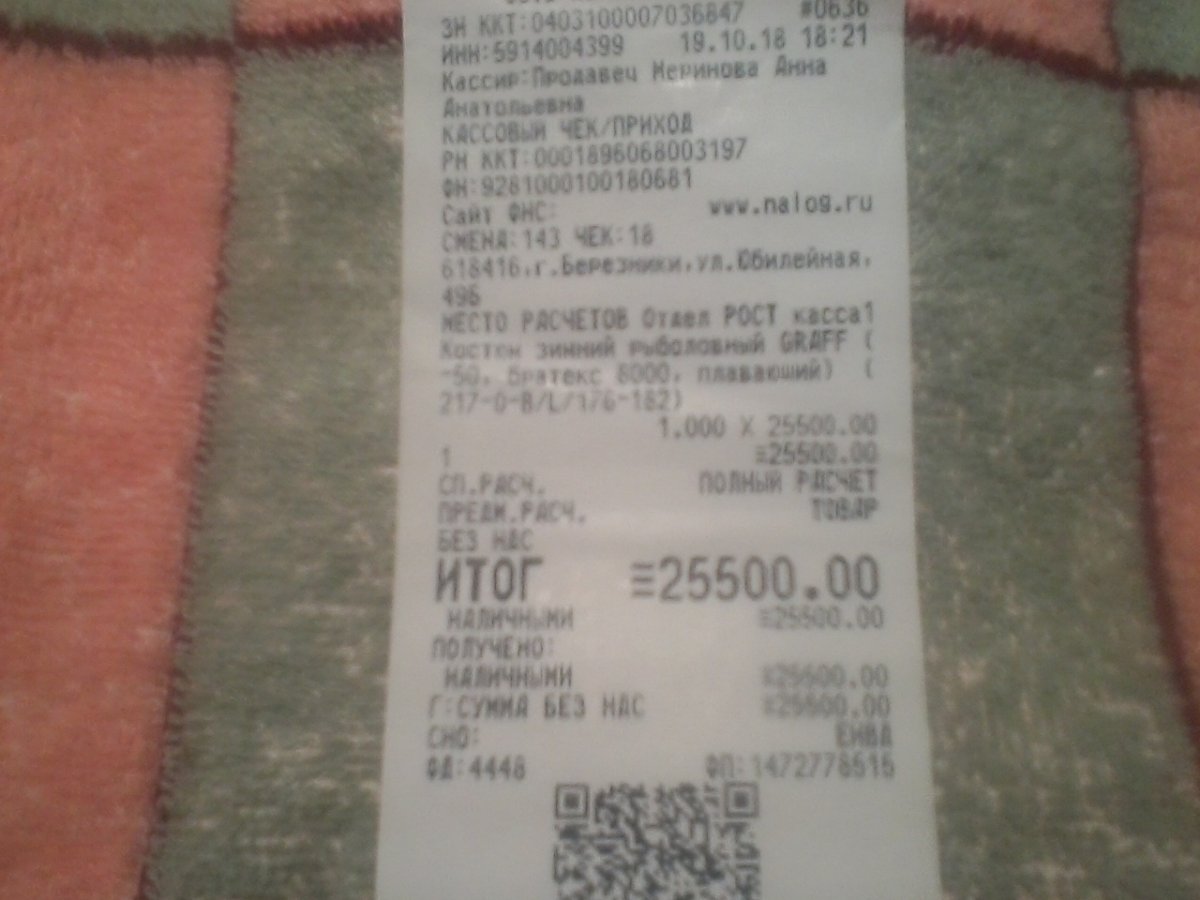 ЗН ККТ:0403100007036847 #0636
ИНН:5914004399 19.10.18 18:21
Кассир:Продавец Меринова Анна
Анатольевна
КАССОВЫЙ ЧЕК/ПРИХОД
РН ККТ:0001896068003197
ФН:9281000100180681
Сайт ФНС: www.nalog.ru
СМЕНА:143 ЧЕК:18
618416,г.Березники,ул.Юбилейная,
49Б
МЕСТО РАСЧЕТОВ Отдел РОСТ касса1
Костюм зимний рыболовный GRAFF (
-50, Братекс 8000, плавающий) (
217-O-B/L/176-182)
1.000 X 25500.00
1 ≡25500.00
СП.РАСЧ. ПОЛНЫЙ РАСЧЕТ
ПРЕДМ.РАСЧ. ТОВАР
БЕЗ НДС
ИТОГ ≡25500.00
НАЛИЧНЫМИ ≡25500.00
ПОЛУЧЕНО:
НАЛИЧНЫМИ ≡25500.00
Г:СУММА БЕЗ НДС ≡25500.00
СНО: ЕНВД
ФД:4448 ФП:1472778516